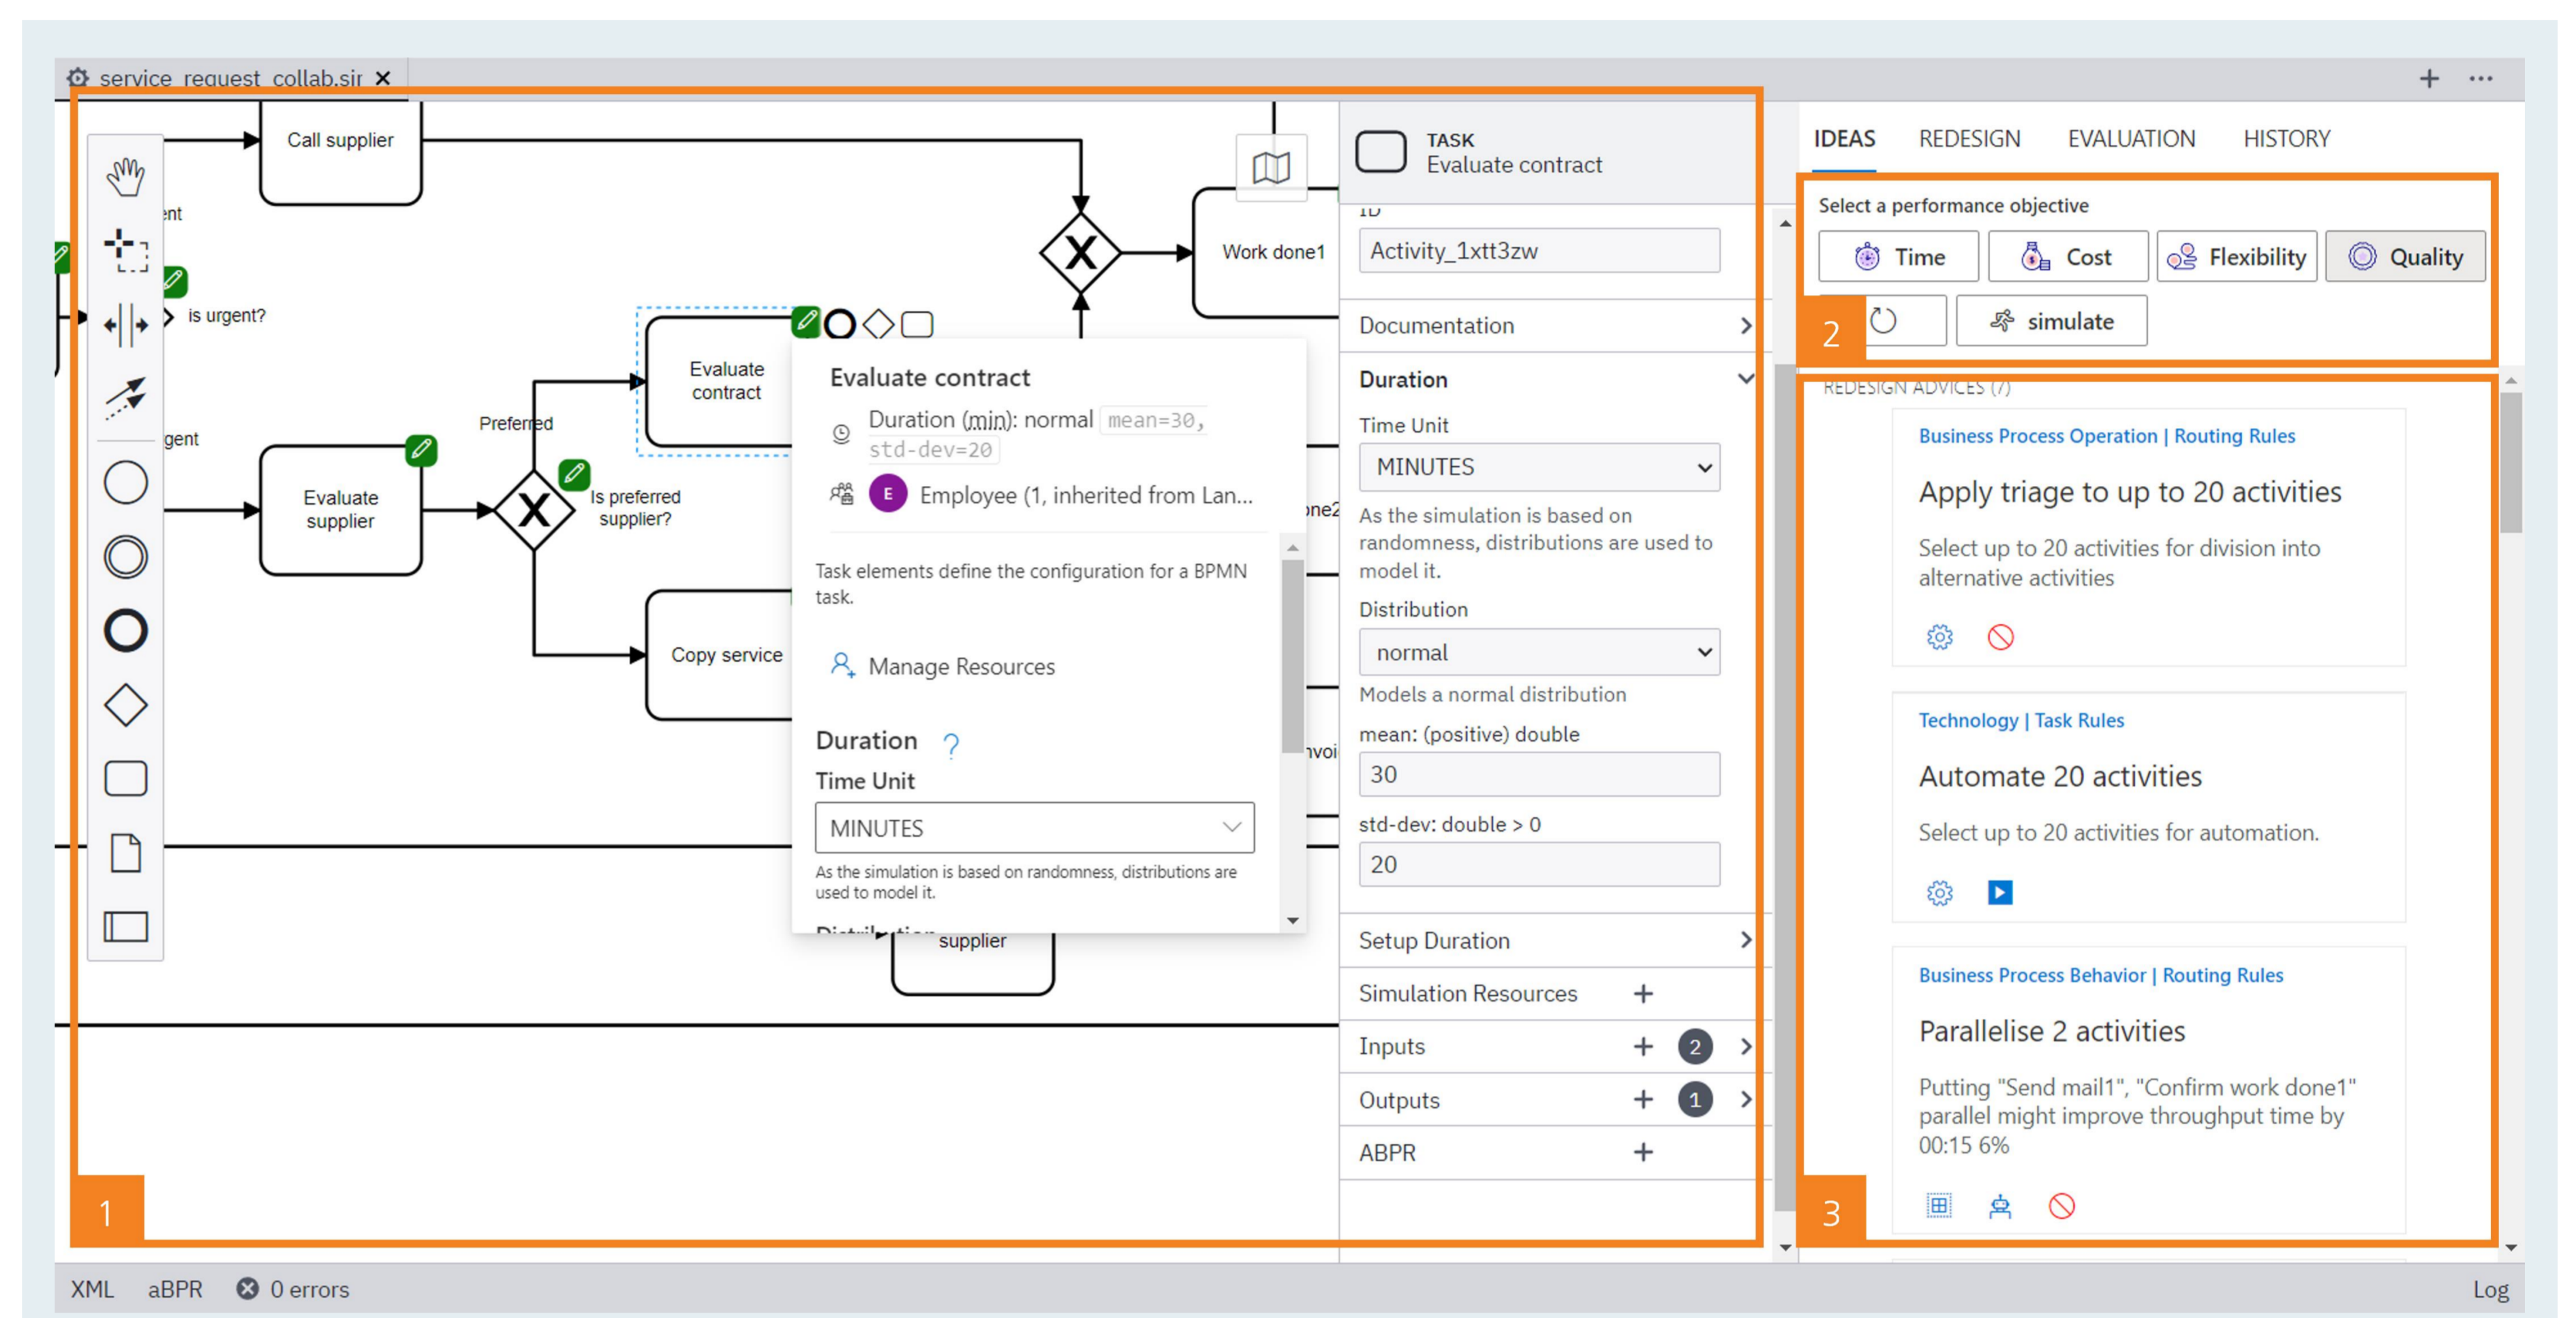 service_request_collab.sir
Call supplier
ent
is urgent?
gent
Evaluate
supplier
Preferred
Is preferred
supplier?
Evaluate
contract
Copy service
Work done1
one2
nvoi
supplier
Evaluate contract
Duration (min): normal mean=30,
std-dev=20
E Employee (1, inherited from Lan...
Task elements define the configuration for a BPMN
task.
Manage Resources
Duration ?
Time Unit
MINUTES
As the simulation is based on randomness, distributions are
used to model it.
Distribution
1
TASK
Evaluate contract
ID
Activity_1xtt3zw
Documentation
Duration
Time Unit
MINUTES
As the simulation is based on
randomness, distributions are used to
model it.
Distribution
normal
Models a normal distribution
mean: (positive) double
30
std-dev: double > 0
20
Setup Duration
Simulation Resources +
Inputs + 2
Outputs + 1
ABPR +
IDEAS REDESIGN EVALUATION HISTORY
Select a performance objective
Time Cost Flexibility Quality
2 simulate
REDESIGN ADVICES (7)
Business Process Operation | Routing Rules
Apply triage to up to 20 activities
Select up to 20 activities for division into
alternative activities
Technology | Task Rules
Automate 20 activities
Select up to 20 activities for automation.
Business Process Behavior | Routing Rules
Parallelise 2 activities
Putting "Send mail1", "Confirm work done1"
parallel might improve throughput time by
00:15 6%
3
XML aBPR 0 errors
Log